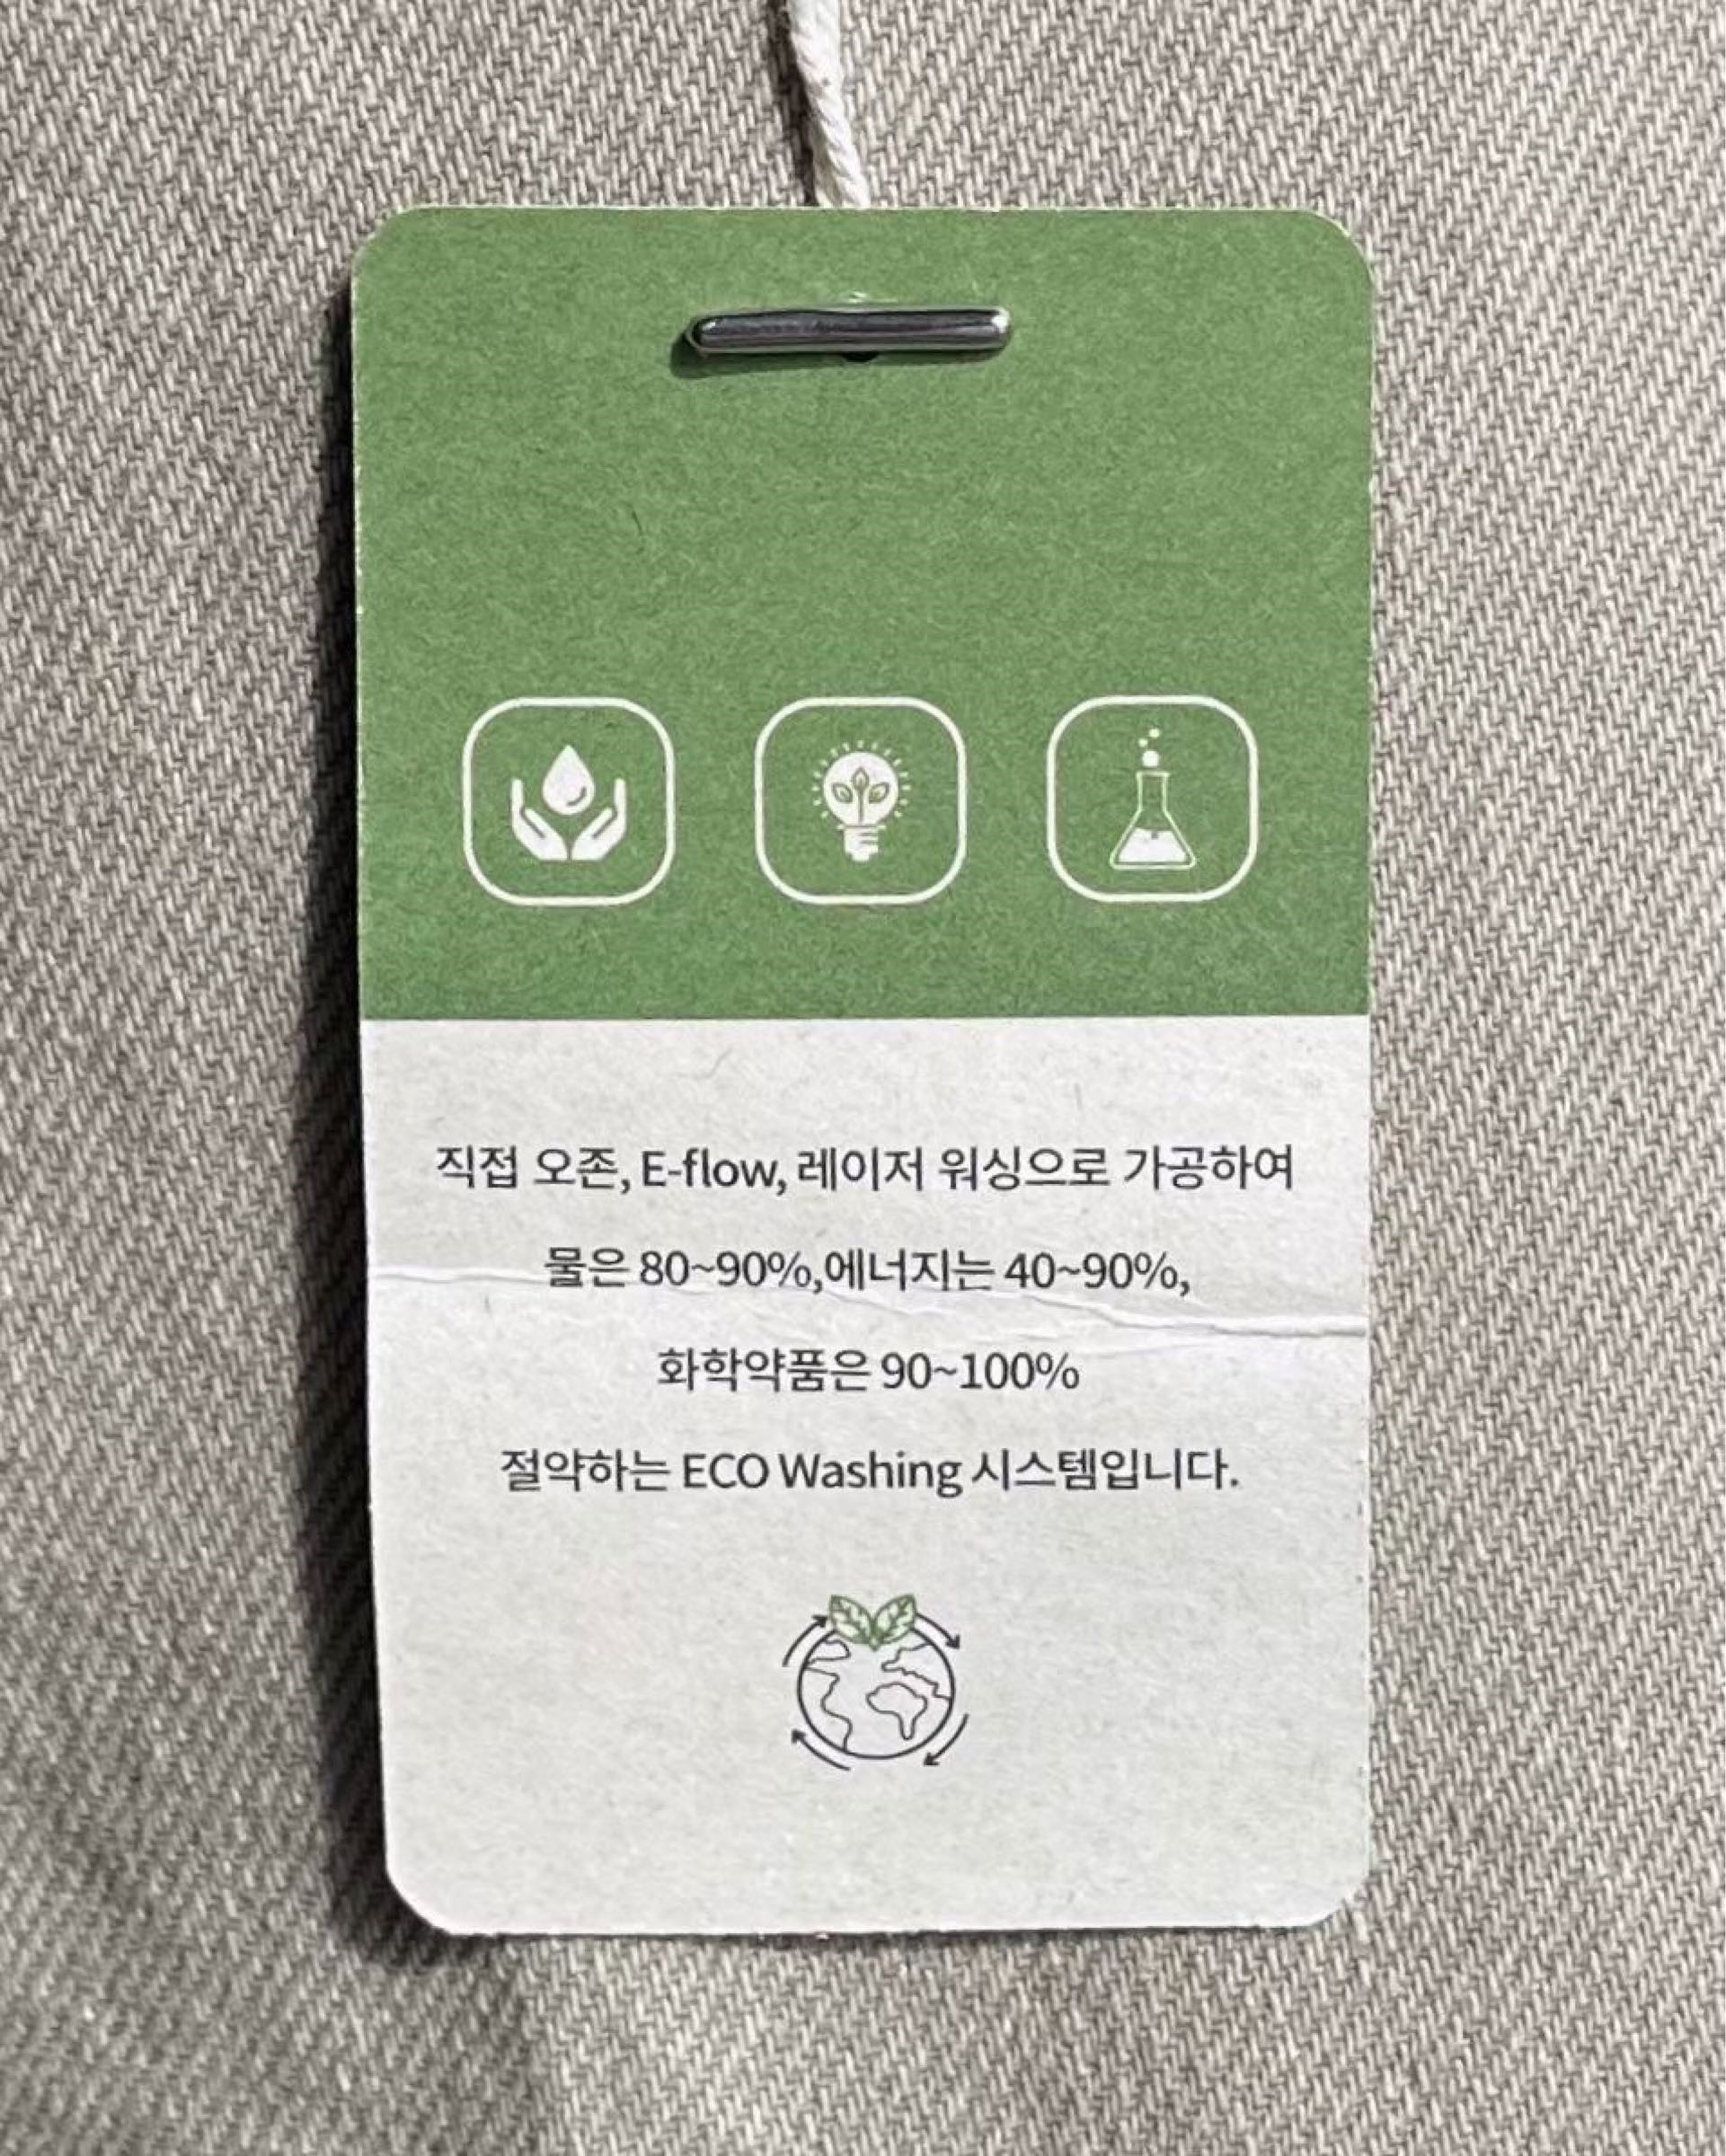 직접 오존, E-flow, 레이저 워싱으로 가공하여
물은 80~90%,에너지는 40~90%,
화학약품은 90~100%
절약하는 ECO Washing 시스템입니다.